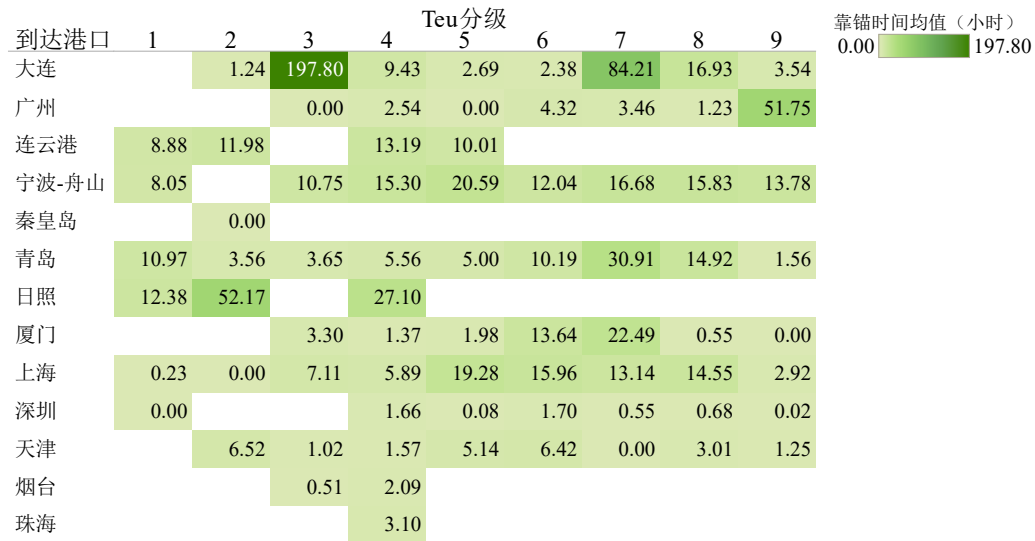 Teu分级
到达港口 1 2 3 4 5 6 7 8 9
靠锚时间均值（小时）
0.00 197.80
大连 1.24 197.80 9.43 2.69 2.38 84.21 16.93 3.54
广州 0.00 2.54 0.00 4.32 3.46 1.23 51.75
连云港 8.88 11.98 13.19 10.01
宁波-舟山 8.05 10.75 15.30 20.59 12.04 16.68 15.83 13.78
秦皇岛 0.00
青岛 10.97 3.56 3.65 5.56 5.00 10.19 30.91 14.92 1.56
日照 12.38 52.17 27.10
厦门 3.30 1.37 1.98 13.64 22.49 0.55 0.00
上海 0.23 0.00 7.11 5.89 19.28 15.96 13.14 14.55 2.92
深圳 0.00 1.66 0.08 1.70 0.55 0.68 0.02
天津 6.52 1.02 1.57 5.14 6.42 0.00 3.01 1.25
烟台 0.51 2.09
珠海 3.10